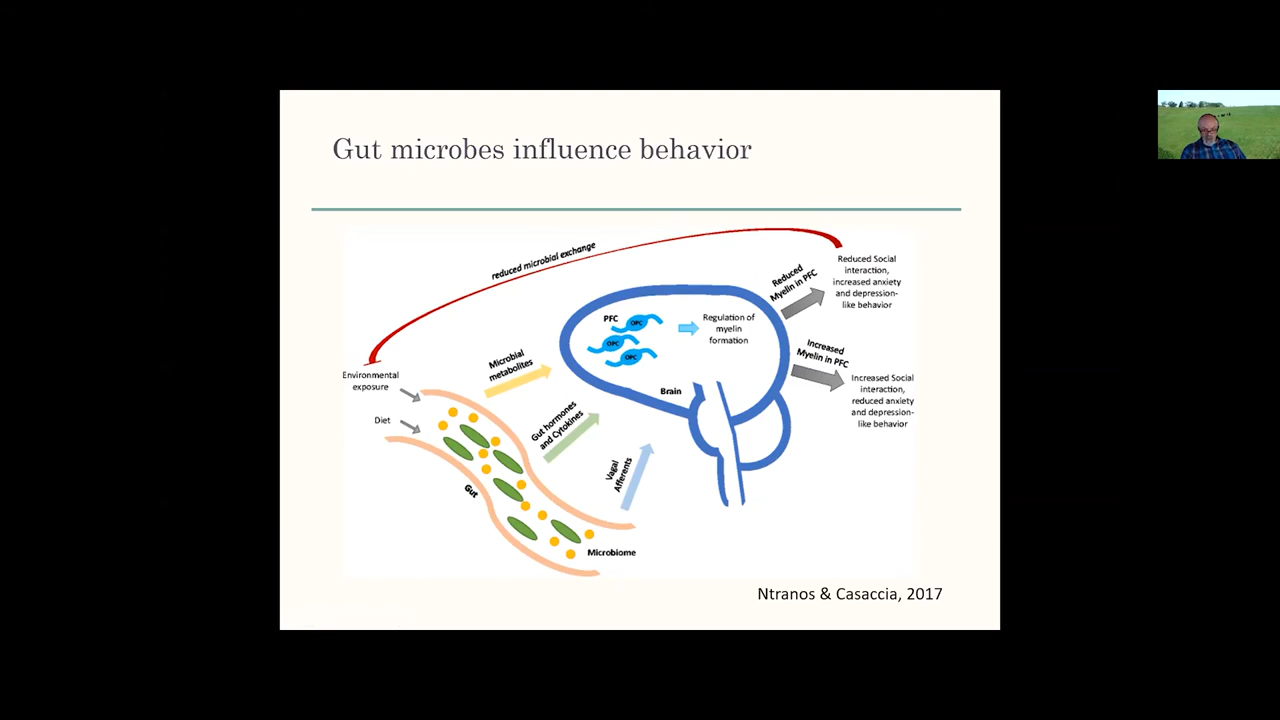 Gut microbes influence behavior
reduced microbial exchange
Reduced Social
interaction,
increased anxiety
and depression-
like behavior
Reduced
Myelin in PFC
PFC
OPC
OPC
OPC
Regulation of
myelin
formation
Increased
Myelin in PFC
Increased Social
interaction,
reduced anxiety
and depression-
like behavior
Microbial
metabolites
Environmental
exposure
Brain
Diet
Gut hormones
and Cytokines
Vagal
Afferents
Gut
Microbiome
Ntranos & Casaccia, 2017